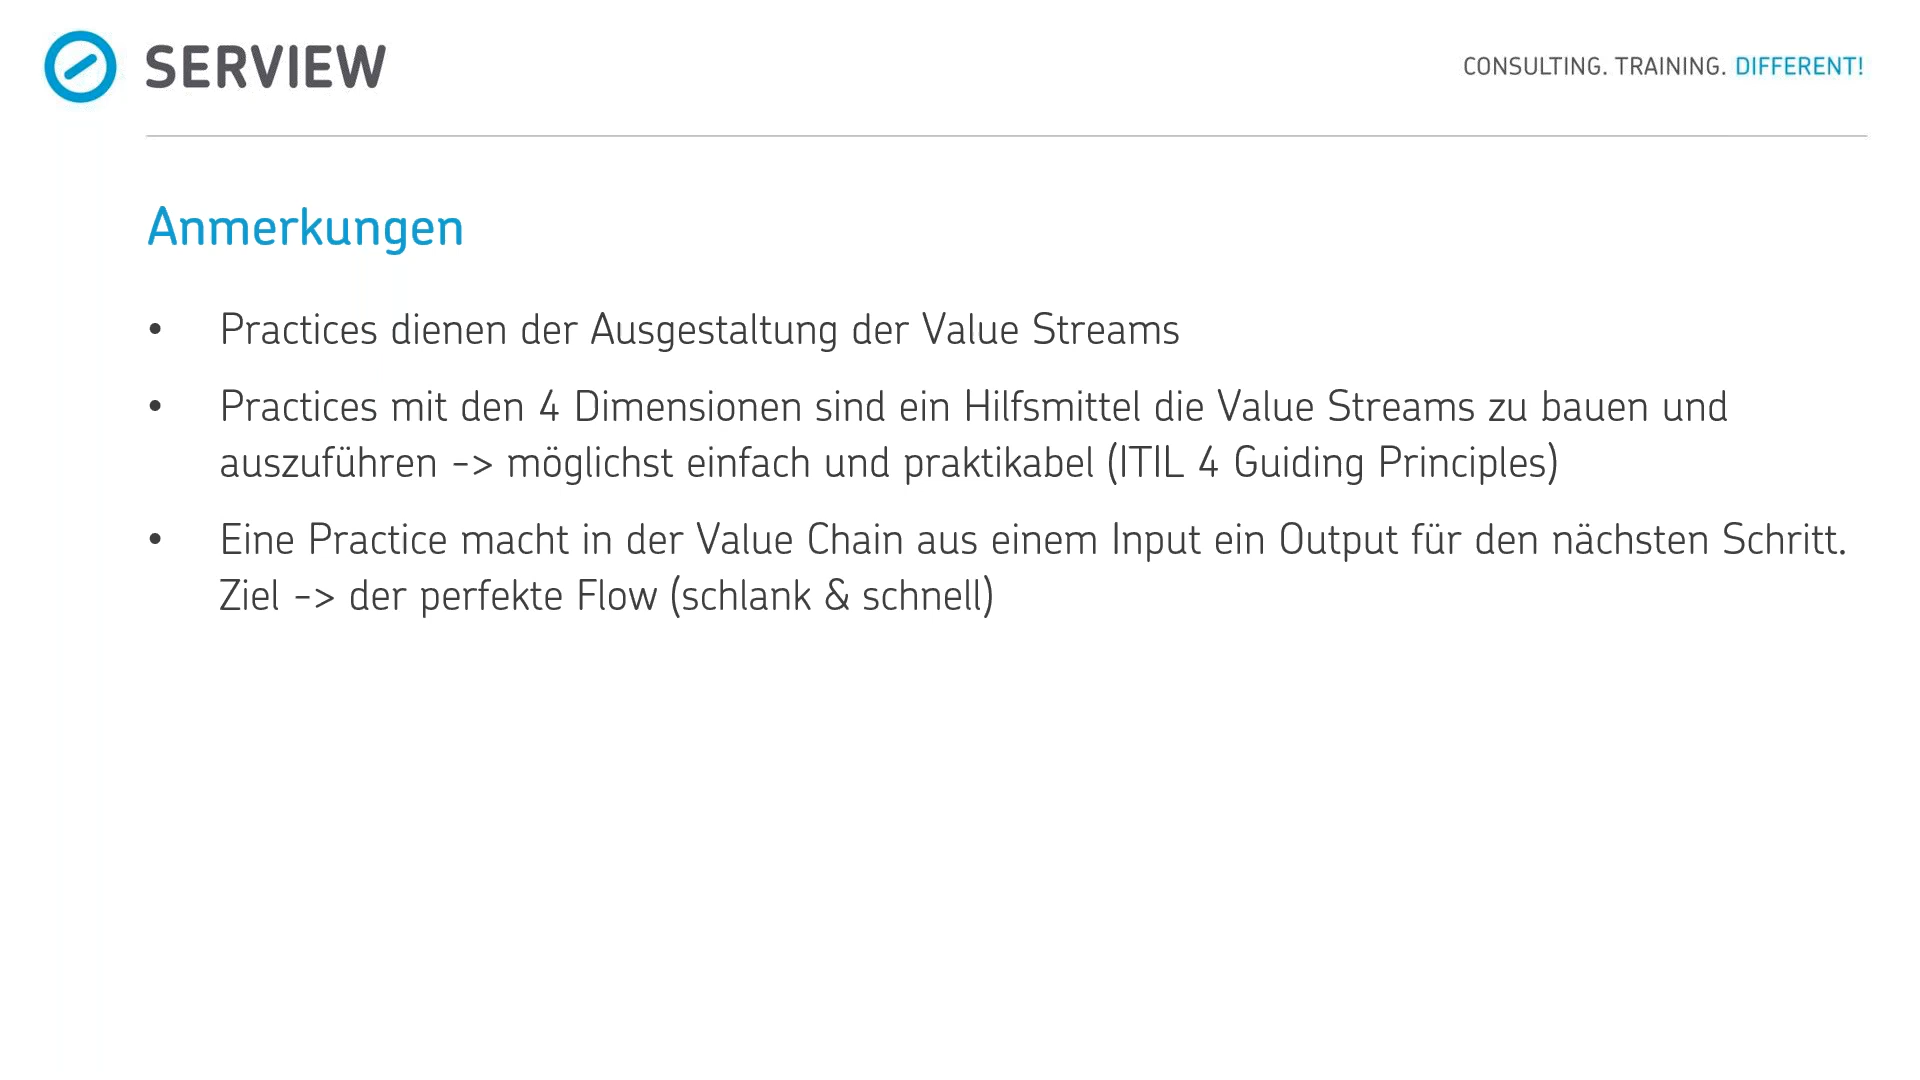 SERVIEW
CONSULTING. TRAINING. DIFFERENT!
Anmerkungen
• Practices dienen der Ausgestaltung der Value Streams
• Practices mit den 4 Dimensionen sind ein Hilfsmittel die Value Streams zu bauen und
auszuführen -> möglichst einfach und praktikabel (ITIL 4 Guiding Principles)
• Eine Practice macht in der Value Chain aus einem Input ein Output für den nächsten Schritt.
Ziel -> der perfekte Flow (schlank & schnell)